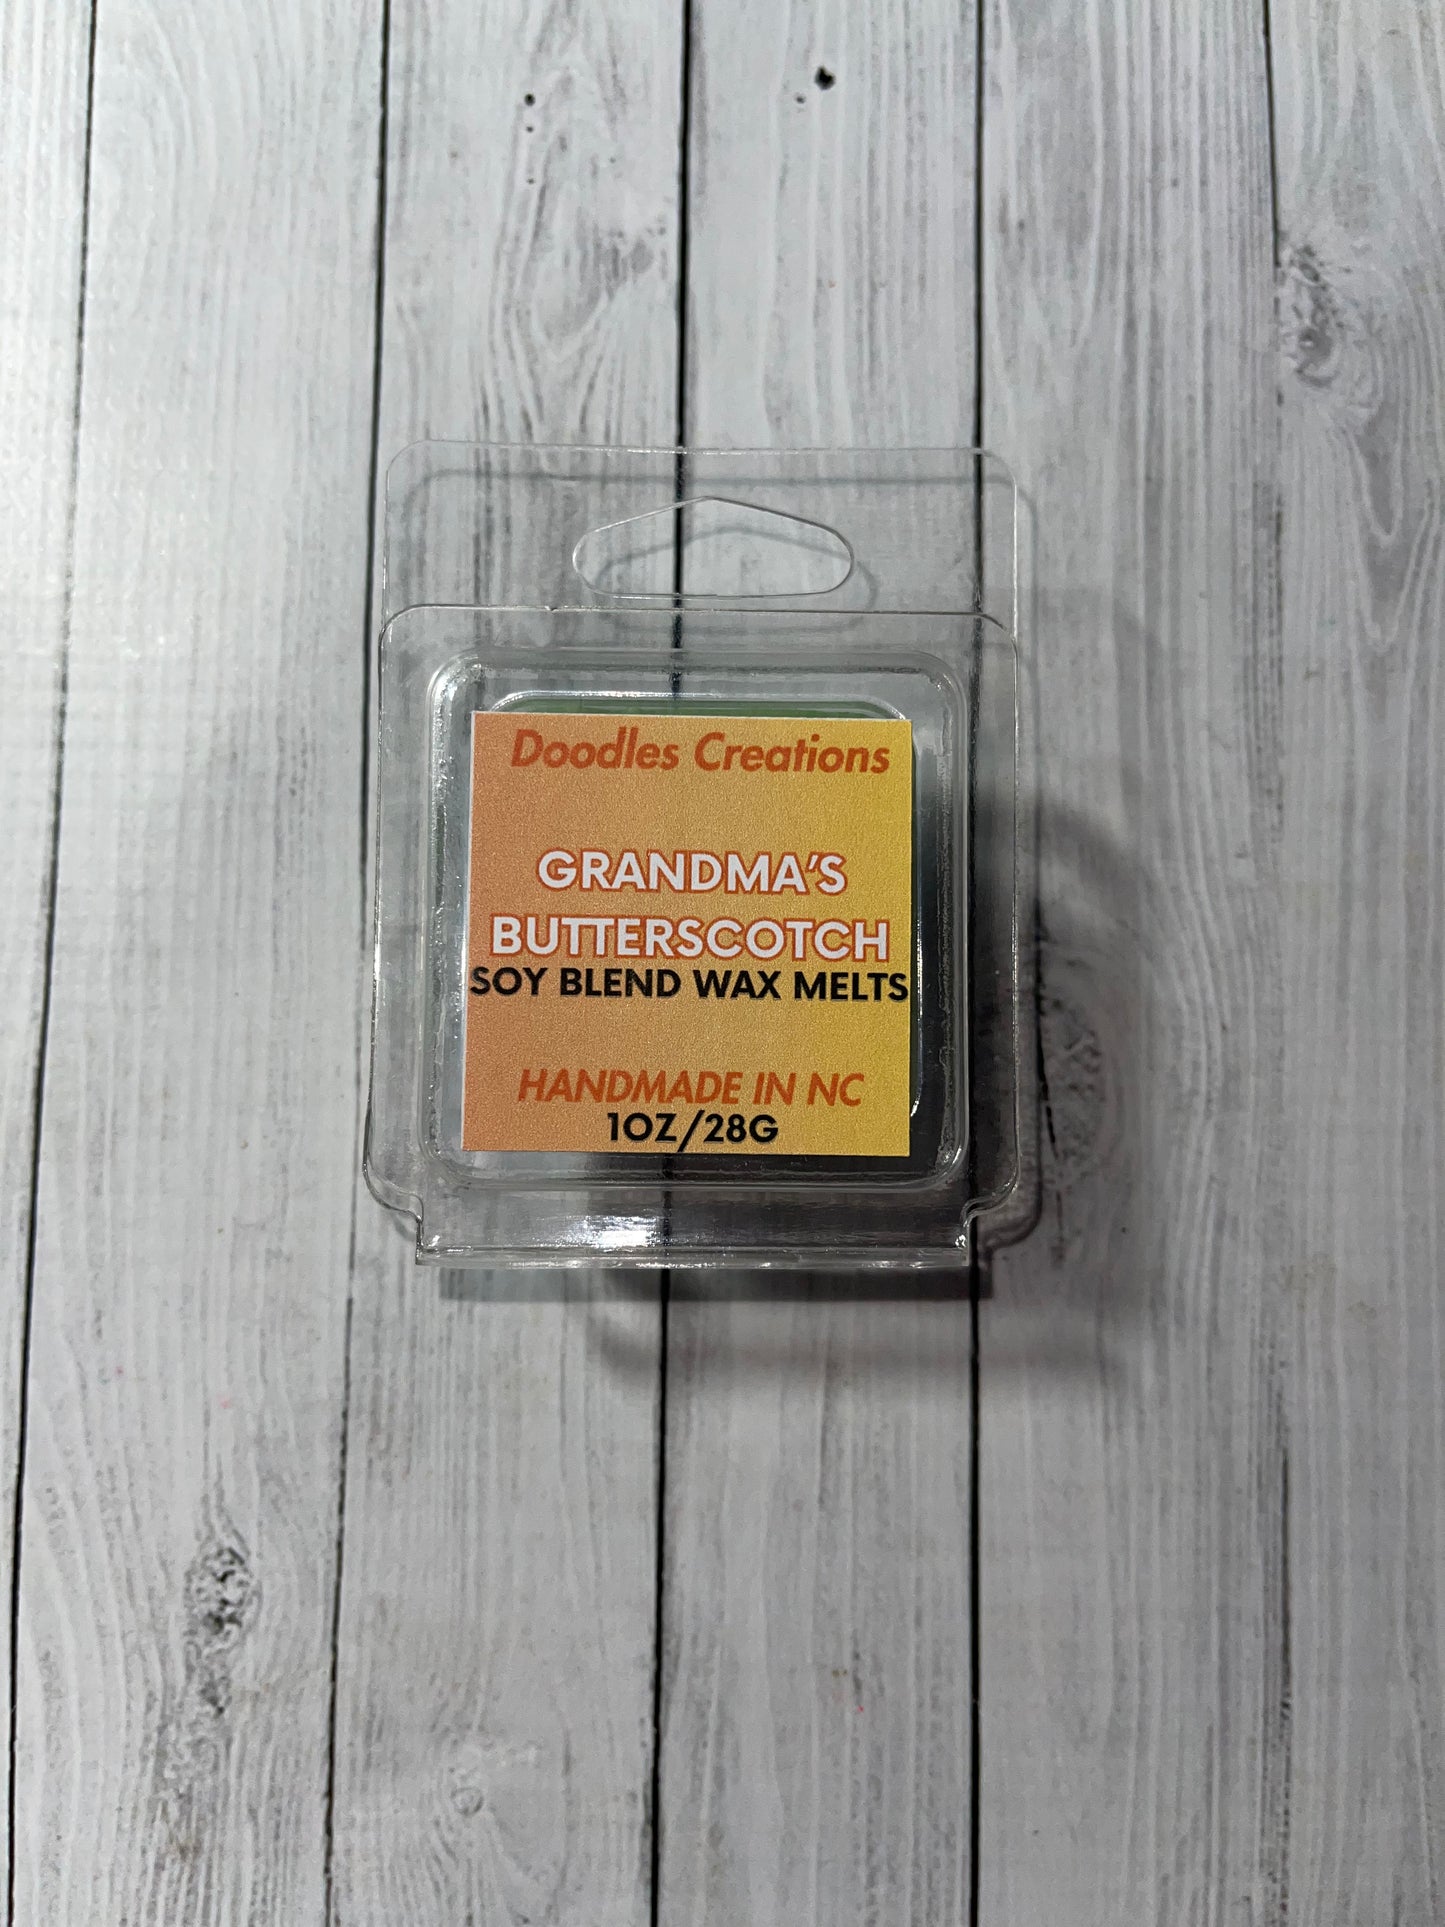 Doodles Creations
GRANDMA'S
BUTTERSCOTCH
SOY BLEND WAX MELTS
HANDMADE IN NC
1OZ/28G